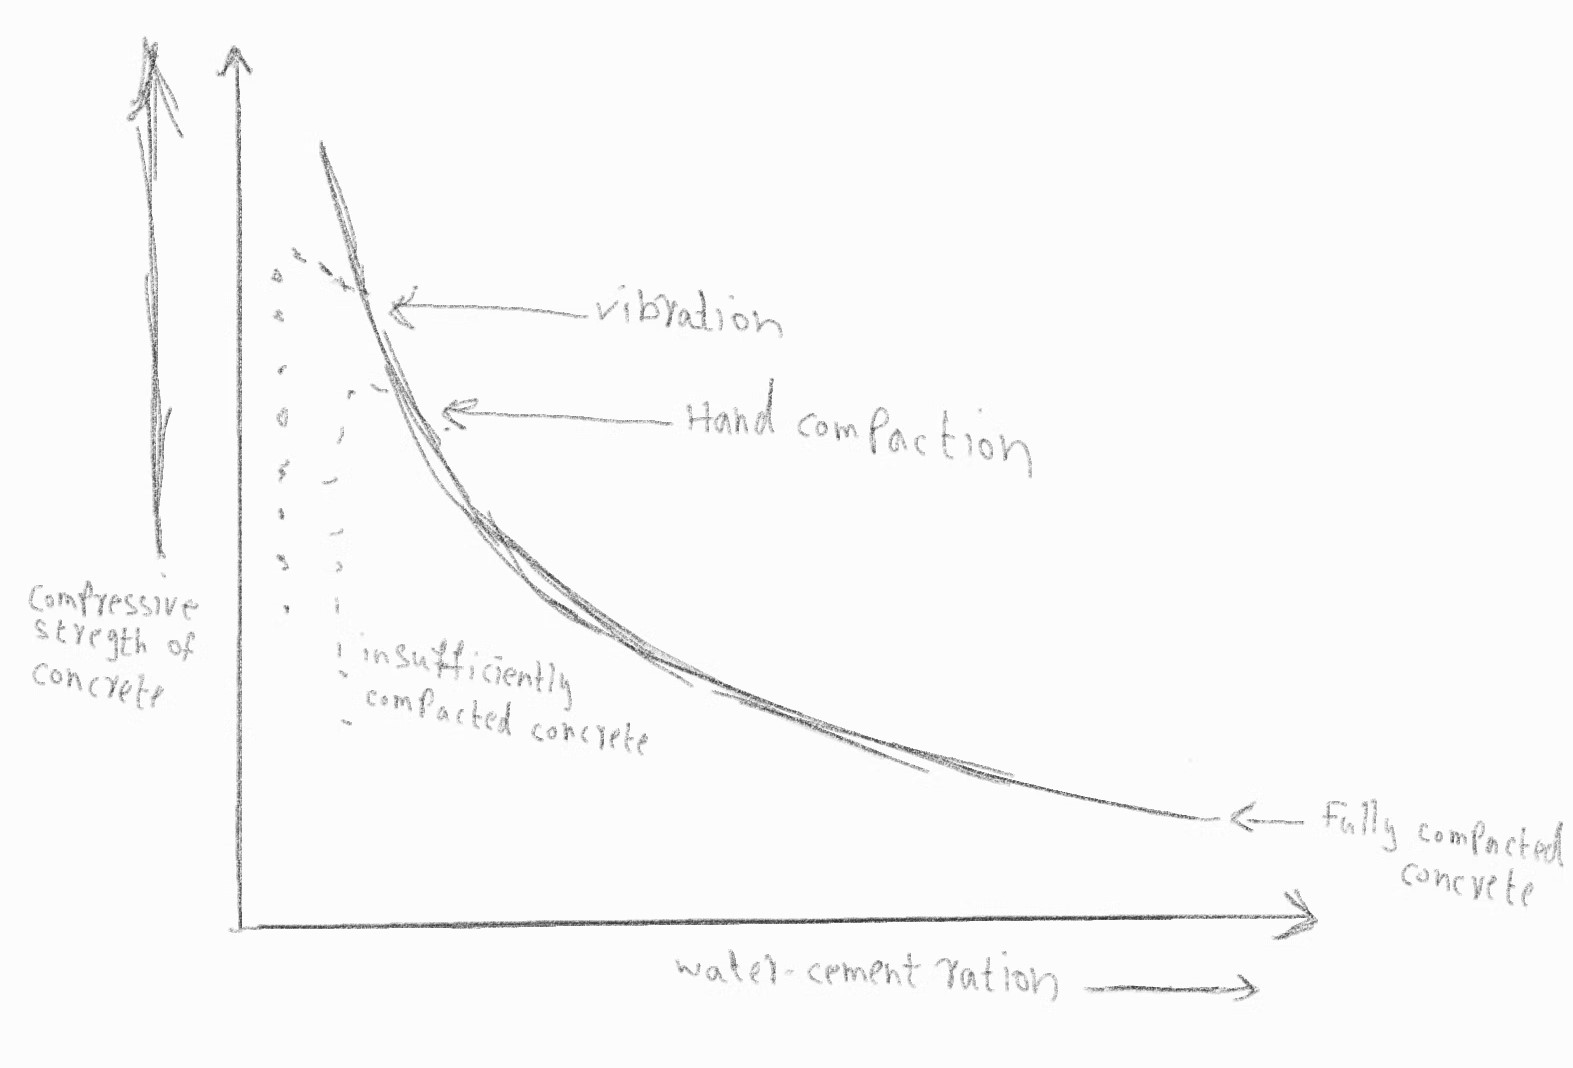 vibration
Hand compaction
compressive
stregth of
concrete
insufficiently
compacted concrete
Fully compacted
concrete
water-cement ration